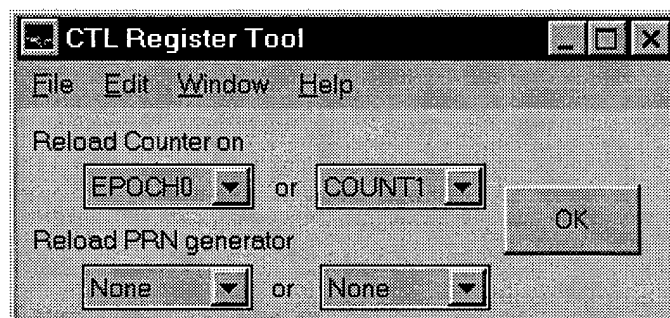 CTL Register Tool
File Edit Window Help
Reload Counter on
EPOCH0 or COUNT1
OK
Reload PRN generator
None or None